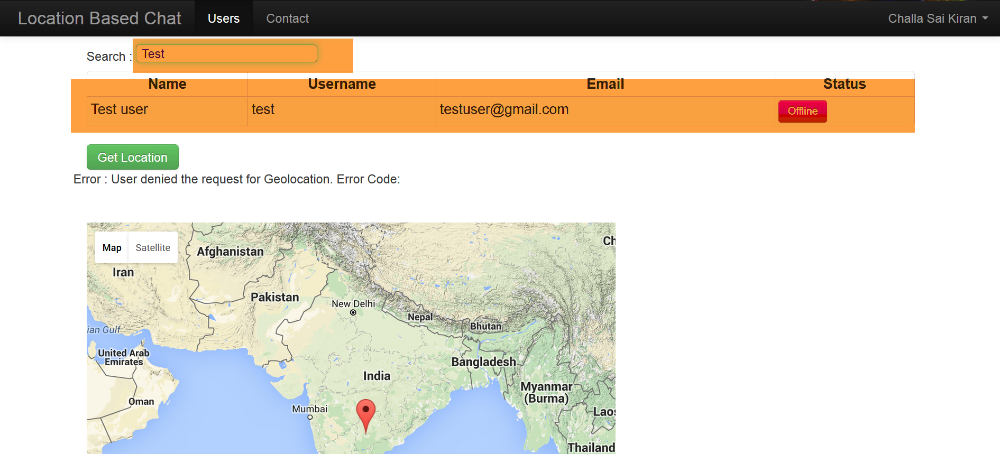 Location Based Chat Users Contact Challa Sai Kiran
Search : Test
Name Username Email Status
Test user test testuser@gmail.com Offline
Get Location
Error : User denied the request for Geolocation. Error Code:
Map Satellite
Afghanistan
Ch
Iran
Pakistan
New Delhi
Nepal
Bhutan
ian Gulf
United Arab
Emirates
Bangladesh
India
Myanmar
(Burma)
Oman
Mumbai
Laos
Thailand